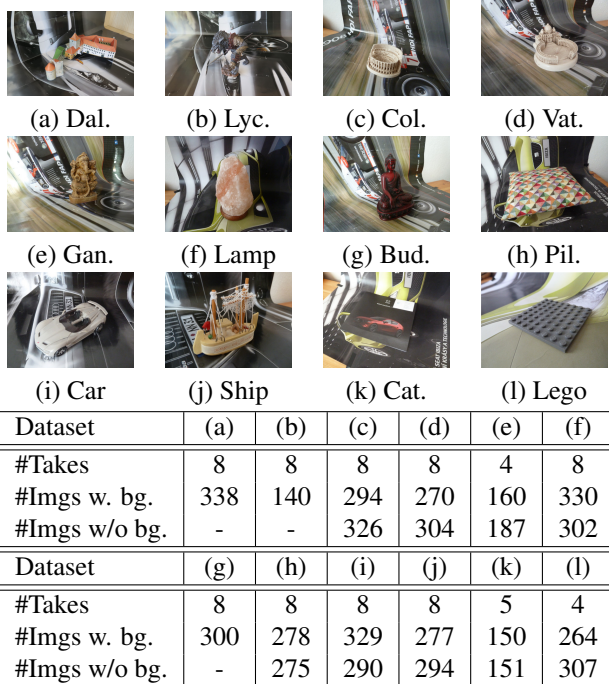 (a) Dal. (b) Lyc. (c) Col. (d) Vat.
(e) Gan. (f) Lamp (g) Bud. (h) Pil.
(i) Car (j) Ship (k) Cat. (l) Lego
Dataset (a) (b) (c) (d) (e) (f)
#Takes 8 8 8 8 4 8
#Imgs w. bg. 338 140 294 270 160 330
#Imgs w/o bg. - - 326 304 187 302
Dataset (g) (h) (i) (j) (k) (l)
#Takes 8 8 8 8 5 4
#Imgs w. bg. 300 278 329 277 150 264
#Imgs w/o bg. - 275 290 294 151 307